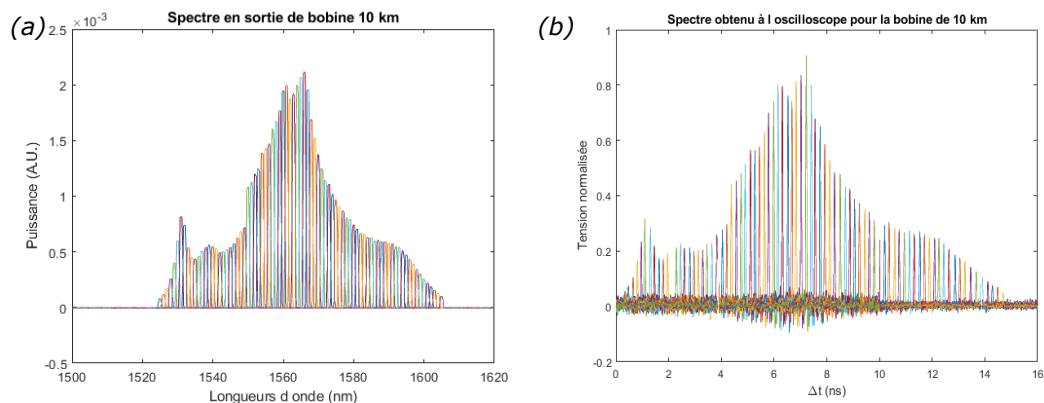 (a)
Spectre en sortie de bobine 10 km
×10⁻³
2.5
2
1.5
1
0.5
0
-0.5
Puissance (A.U.)
1500 1520 1540 1560 1580 1600 1620
Longueurs d onde (nm)
(b)
Spectre obtenu à l oscilloscope pour la bobine de 10 km
1
0.8
0.6
0.4
0.2
0
-0.2
Tension normalisée
0 2 4 6 8 10 12 14 16
Δt (ns)